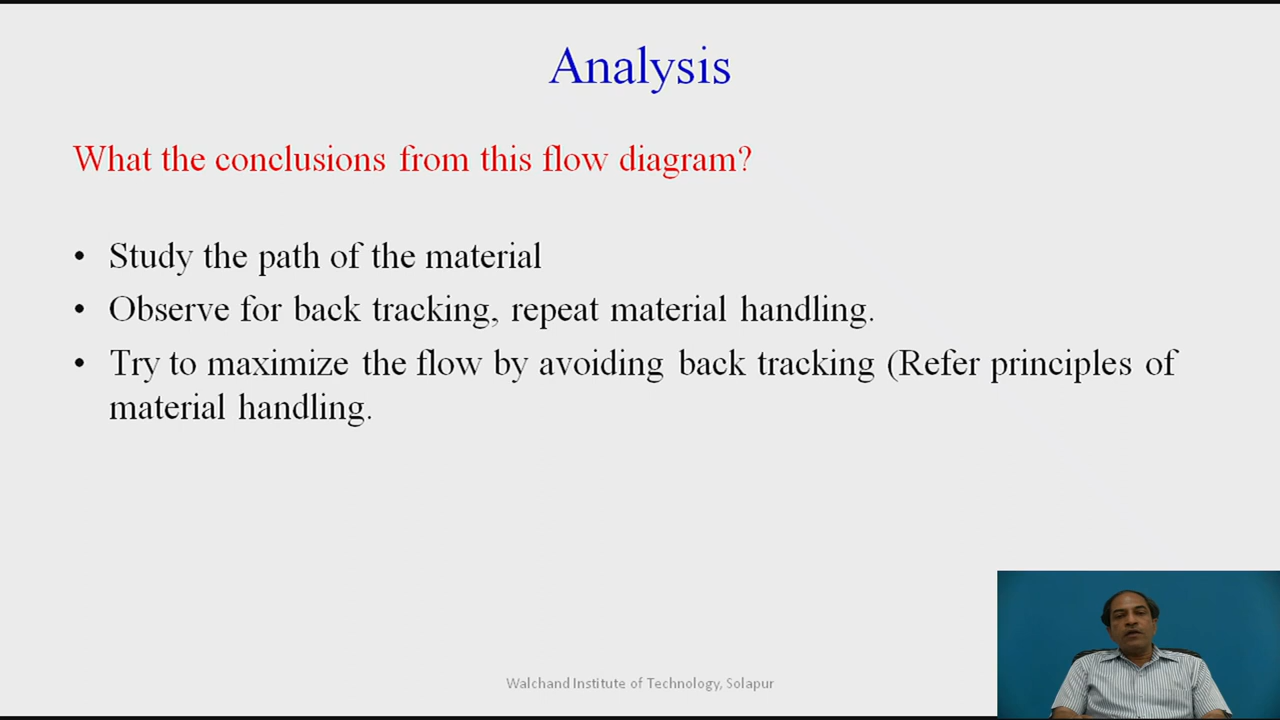 Analysis
What the conclusions from this flow diagram?
• Study the path of the material
• Observe for back tracking, repeat material handling.
• Try to maximize the flow by avoiding back tracking (Refer principles of
material handling.
Walchand Institute of Technology, Solapur